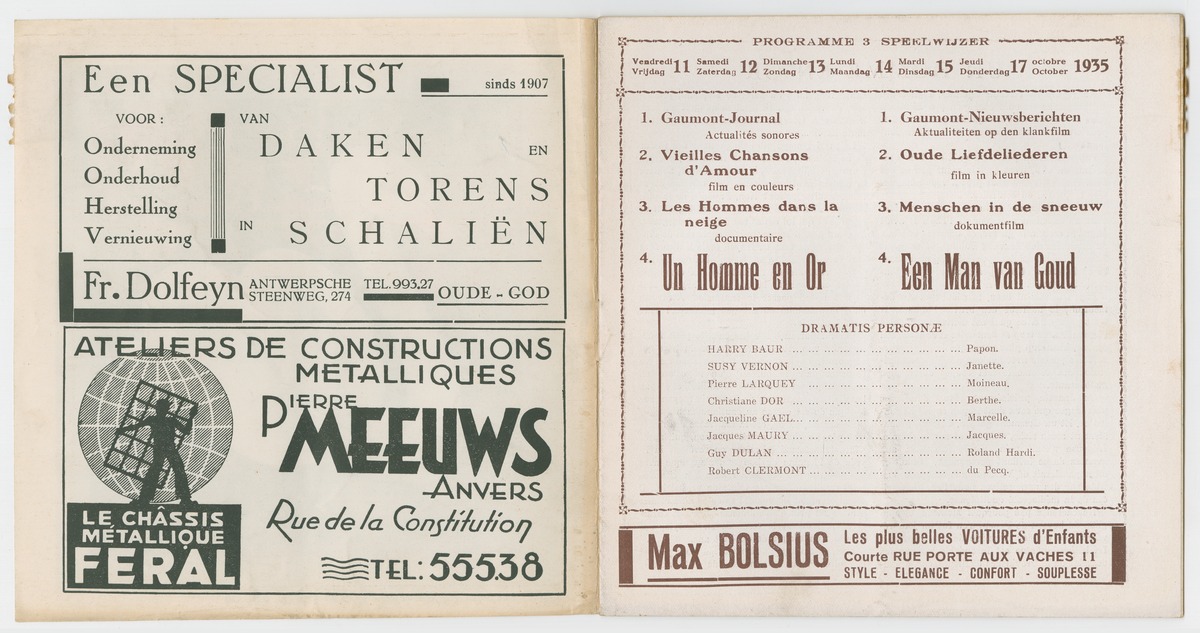 Een SPECIALIST sinds 1907
VOOR :
Onderneming
Onderhoud
Herstelling
Vernieuwing
VAN
DAKEN EN
TORENS
IN SCHALIËN
Fr. Dolfeyn ANTWERPSCHE STEENWEG, 274 TEL. 993,27 OUDE - GOD
ATELIERS DE CONSTRUCTIONS
METALLIQUES
PIERRE MEEUWS
ANVERS
Rue de la Constitution
TEL: 555.38
LE CHÂSSIS
MÉTALLIQUE
FERAL
PROGRAMME 3 SPEELWIJZER
Vendredi 11 Samedi 12 Dimanche 13 Lundi 14 Mardi 15 Jeudi 17 octobre 1935
Vrijdag Zaterdag Zondag Maandag Dinsdag Donderdag October
1. Gaumont-Journal
Actualités sonores
2. Vieilles Chansons
d'Amour
film en couleurs
3. Les Hommes dans la
neige
documentaire
4. Un Homme en Or
1. Gaumont-Nieuwsberichten
Aktualiteiten op den klankfilm
2. Oude Liefdeliederen
film in kleuren
3. Menschen in de sneeuw
dokumentfilm
4. Een Man van Goud
DRAMATIS PERSONÆ
HARRY BAUR ... Papon.
SUSY VERNON ... Janette.
Pierre LARQUEY ... Moineau.
Christiane DOR ... Berthe.
Jacqueline GAEL... Marcelle.
Jacques MAURY ... Jacques.
Guy DULAN ... Roland Hardi.
Robert CLERMONT ... du Pecq.
Max BOLSIUS
Les plus belles VOITURES d'Enfants
Courte RUE PORTE AUX VACHES 11
STYLE - ELEGANCE - CONFORT - SOUPLESSE